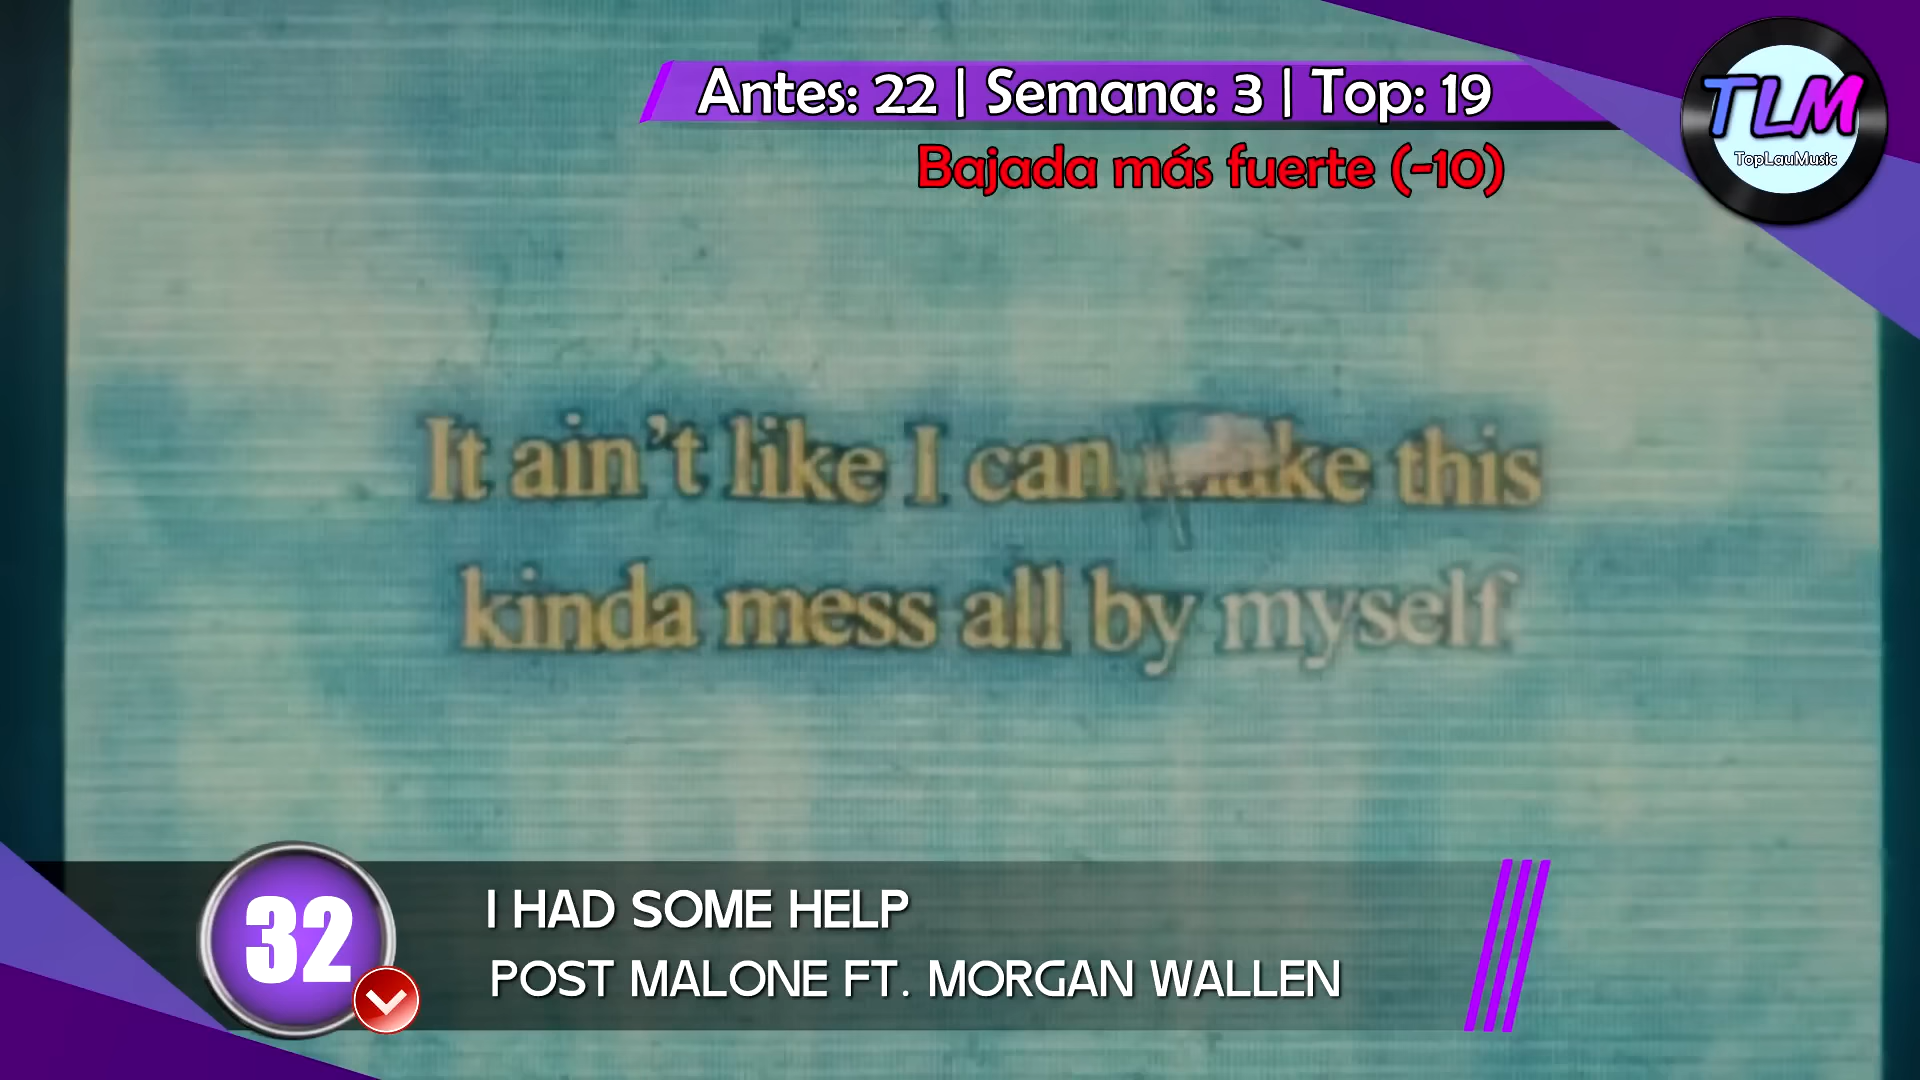 Antes: 22 | Semana: 3 | Top: 19
Bajada más fuerte (-10)
TLM
TopLauMusic
It ain't like I can make this
kinda mess all by myself
32
I HAD SOME HELP
POST MALONE FT. MORGAN WALLEN